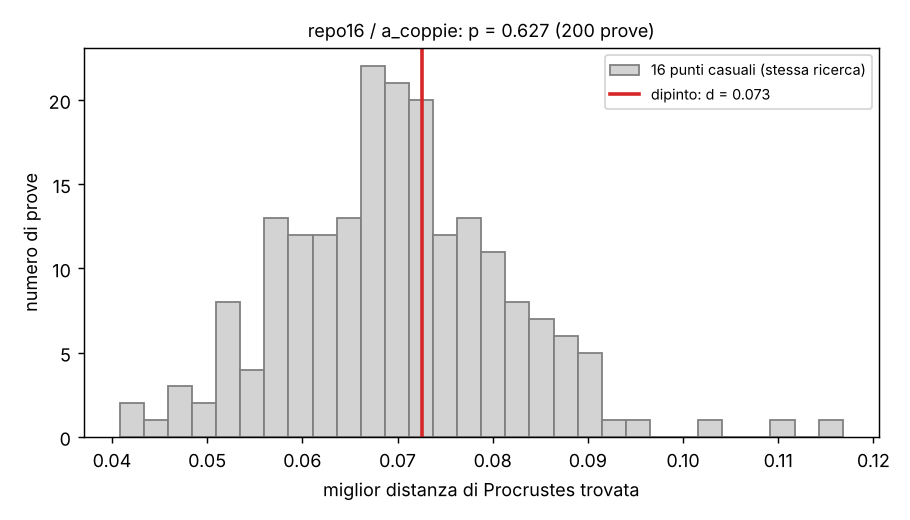 repo16 / a_coppie: p = 0.627 (200 prove)
16 punti casuali (stessa ricerca)
dipinto: d = 0.073
numero di prove
20
15
10
5
0
0.04 0.05 0.06 0.07 0.08 0.09 0.10 0.11 0.12
miglior distanza di Procrustes trovata